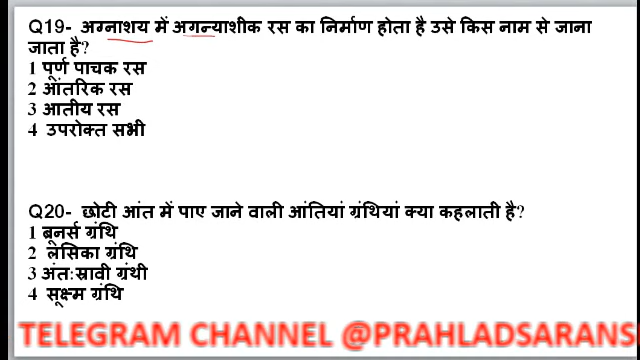 Q19- अग्नाशय में अगन्याशीक रस का निर्माण होता है उसे किस नाम से जाना
जाता है?
1 पूर्ण पाचक रस
2 आंतरिक रस
3 आतीय रस
4 उपरोक्त सभी
Q20- छोटी आंत में पाए जाने वाली आंतियां ग्रंथियां क्या कहलाती है?
1 ब्रूनर्स ग्रंथि
2 लसिका ग्रंथि
3 अंतःस्रावी ग्रंथी
4 सूक्ष्म ग्रंथि
TELEGRAM CHANNEL @PRAHLADSARANS